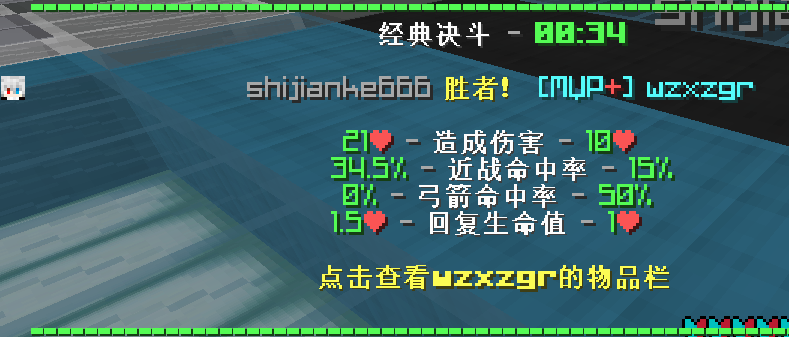 经典决斗 - 00:34
shijianke666 胜者! [MVP+] wzxzgr
21❤ - 造成伤害 - 10❤
34.5% - 近战命中率 - 15%
0% - 弓箭命中率 - 50%
1.5❤ - 回复生命值 - 1❤
点击查看wzxzgr的物品栏